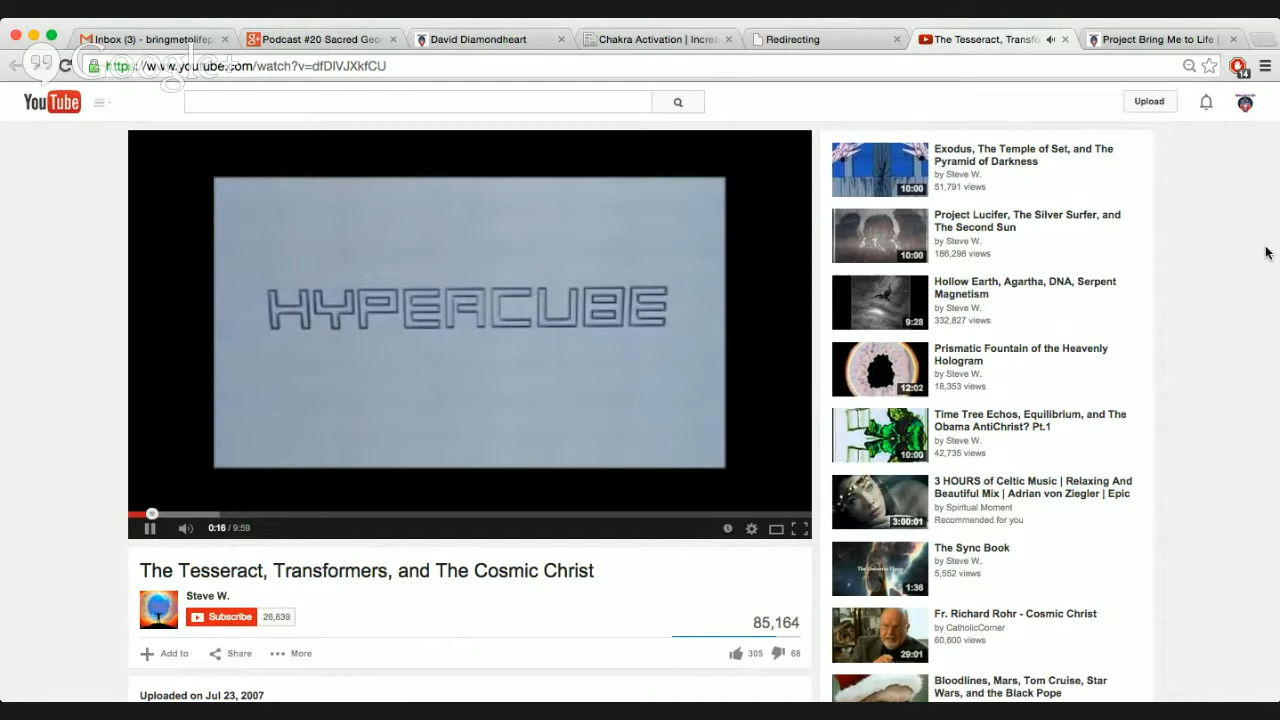 Inbox (3) - bringmetolifep
Podcast #20 Sacred Geo
David Diamondheart
Chakra Activation | Increa
Redirecting
The Tesseract, Transfo
Project Bring Me to Life |
Google+
https://www.youtube.com/watch?v=dfDlVJXkfCU
14
YouTube
Upload
HYPERCUBE
0:16 / 9:59
The Tesseract, Transformers, and The Cosmic Christ
Steve W.
Subscribe 26,639
85,164
Add to
Share
More
305
68
Uploaded on Jul 23, 2007
10:00
Exodus, The Temple of Set, and the
Pyramid of Darkness
by Steve W.
51,791 views
10:00
Project Lucifer, The Silver Surfer, and
The Second Sun
by Steve W.
186,298 views
9:28
Hollow Earth, Agartha, DNA, Serpent
Magnetism
by Steve W.
332,827 views
12:02
Prismatic Fountain of the Heavenly
Hologram
by Steve W.
18,353 views
10:00
Time Tree Echos, Equilibrium, and The
Obama AntiChrist? Pt.1
by Steve W.
42,735 views
3:00:01
3 HOURS of Celtic Music | Relaxing And
Beautiful Mix | Adrian von Ziegler | Epic
by Spiritual Moment
Recommended for you
1:36
The Sync Book
by Steve W.
5,552 views
29:01
Fr. Richard Rohr - Cosmic Christ
by CatholicCorner
60,600 views
Bloodlines, Mars, Tom Cruise, Star
Wars, and the Black Pope